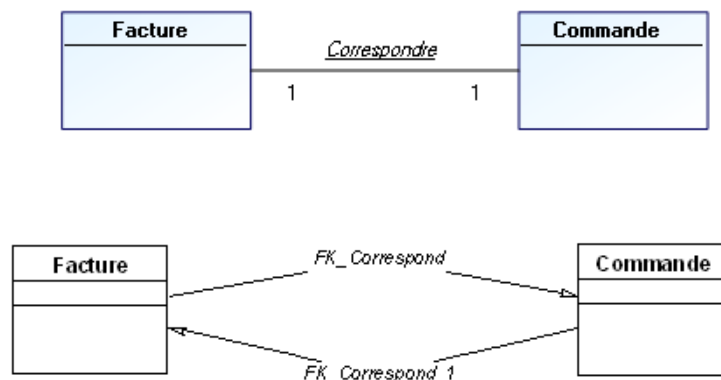 Facture
Commande
Correspondre
1
1
Facture
Commande
FK_Correspond
FK_Correspond_1